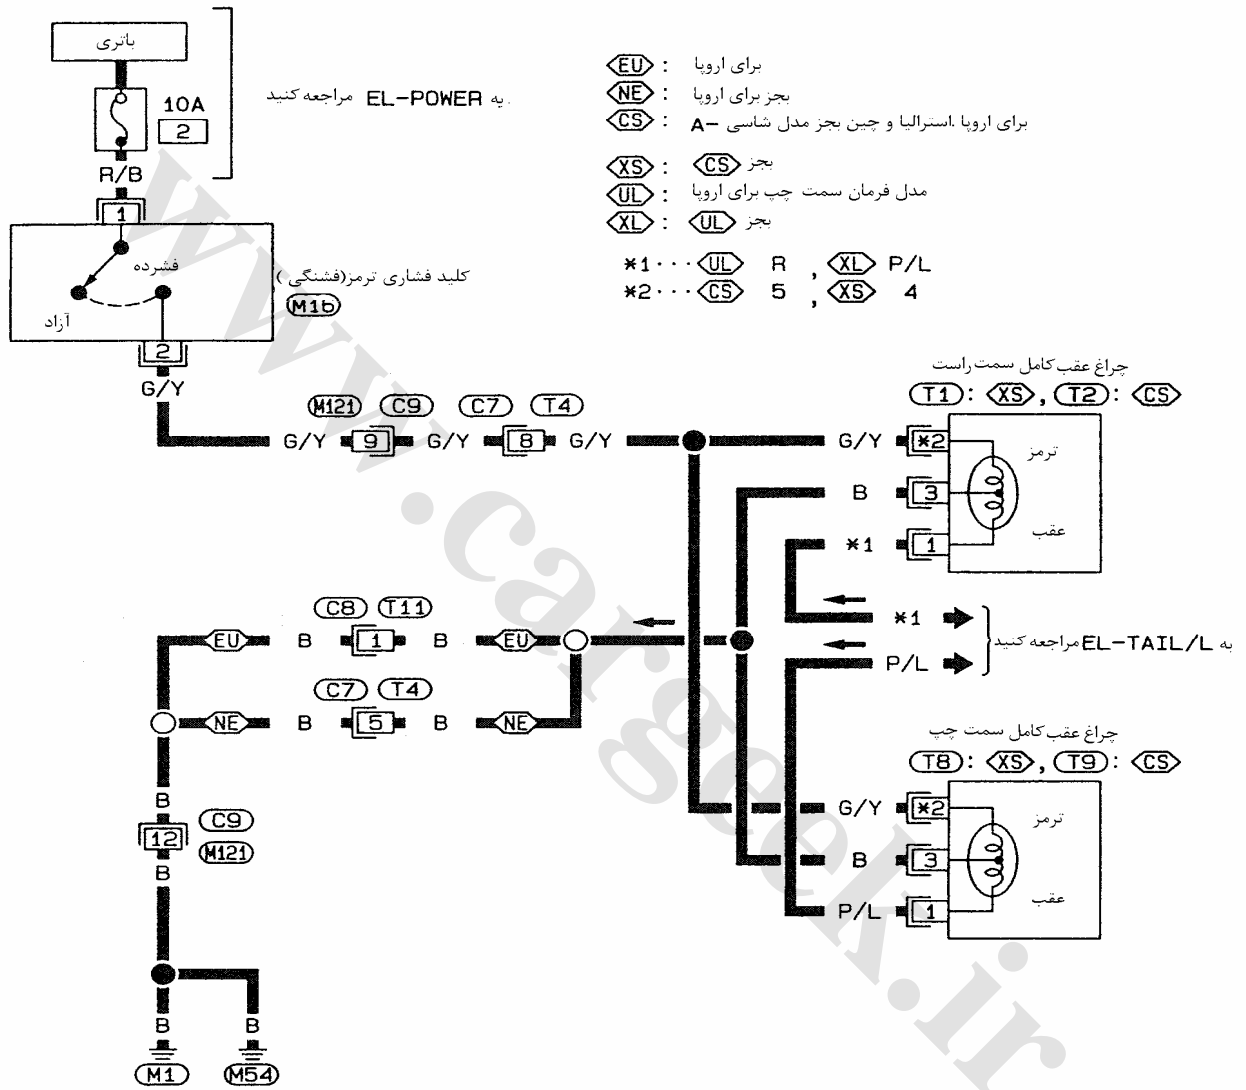 باتری
10A
2
یه EL-POWER مراجعه کنید
R/B
1
فشرده
آزاد
کلید فشاری ترمز(فشنگی)
M16
2
G/Y
EU : برای اروپا
NE : بجز برای اروپا
CS : برای اروپا استرالیا و چین بجز مدل شاسی A-
XS : CS بجز
UL : مدل فرمان سمت چپ برای اروپا
XL : UL بجز
*1··· UL R , XL P/L
*2··· CS 5 , XS 4
M121 C9 C7 T4
G/Y 9 G/Y 8 G/Y
چراغ عقب کامل سمت راست
T1 : XS , T2 : CS
G/Y *2 ترمز
B 3
*1 1 عقب
*1
P/L
یه EL-TAIL/L مراجعه کنید
C8 T11
EU B 1 B EU
C7 T4
NE B 5 B NE
چراغ عقب کامل سمت چپ
T8 : XS , T9 : CS
G/Y *2 ترمز
B 3
P/L 1 عقب
B
12
C9
M121
B
B
B
M1
M54
www.cargeek.ir